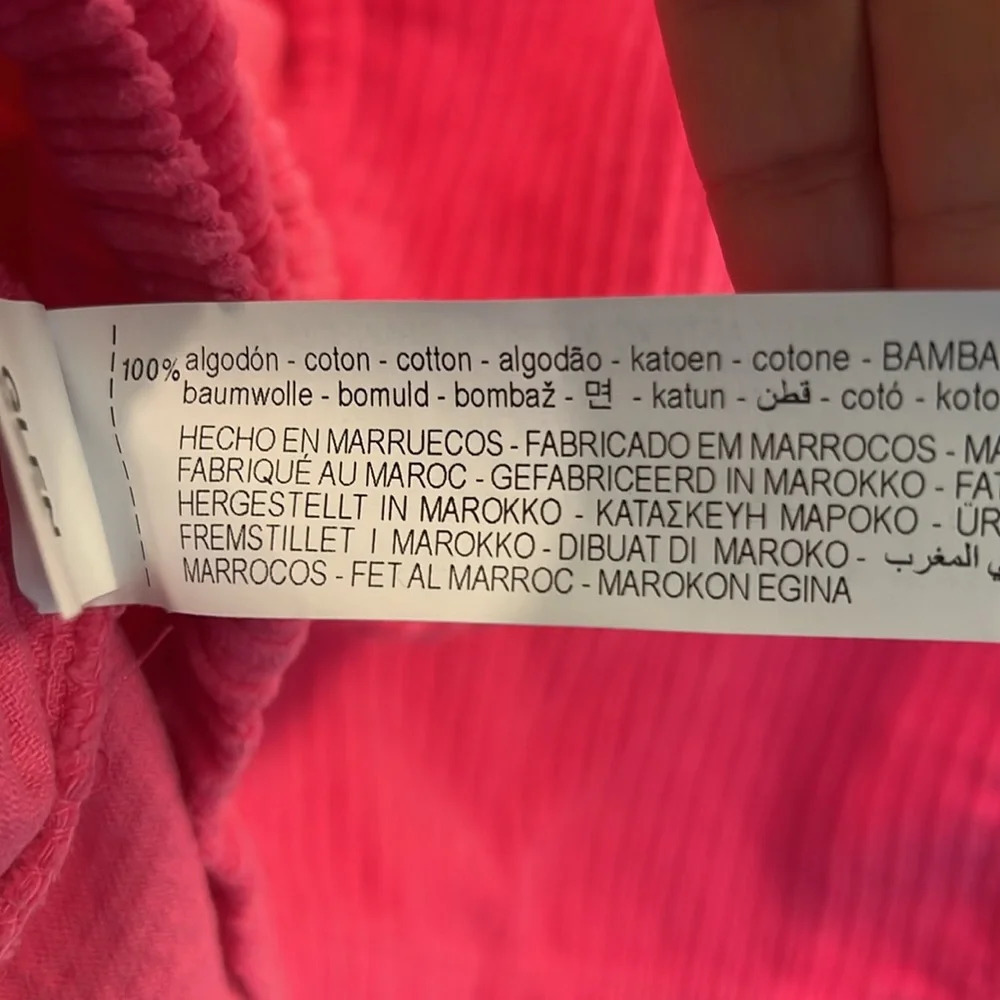 100% algodón - coton - cotton - algodão - katoen - cotone - BAMBA
baumwolle - bomuld - bombaž - 면 - katun - قطن - cotó - koto
HECHO EN MARRUECOS - FABRICADO EM MARROCOS - MA
FABRIQUÉ AU MAROC - GEFABRICEERD IN MAROKKO - FAT
HERGESTELLT IN MAROKKO - ΚΑΤΑΣΚΕΥΗ ΜΑΡΟΚΟ - ÜR
FREMSTILLET I MAROKKO - DIBUAT DI MAROKO - ي المغرب
MARROCOS - FET AL MARROC - MAROKON EGINA